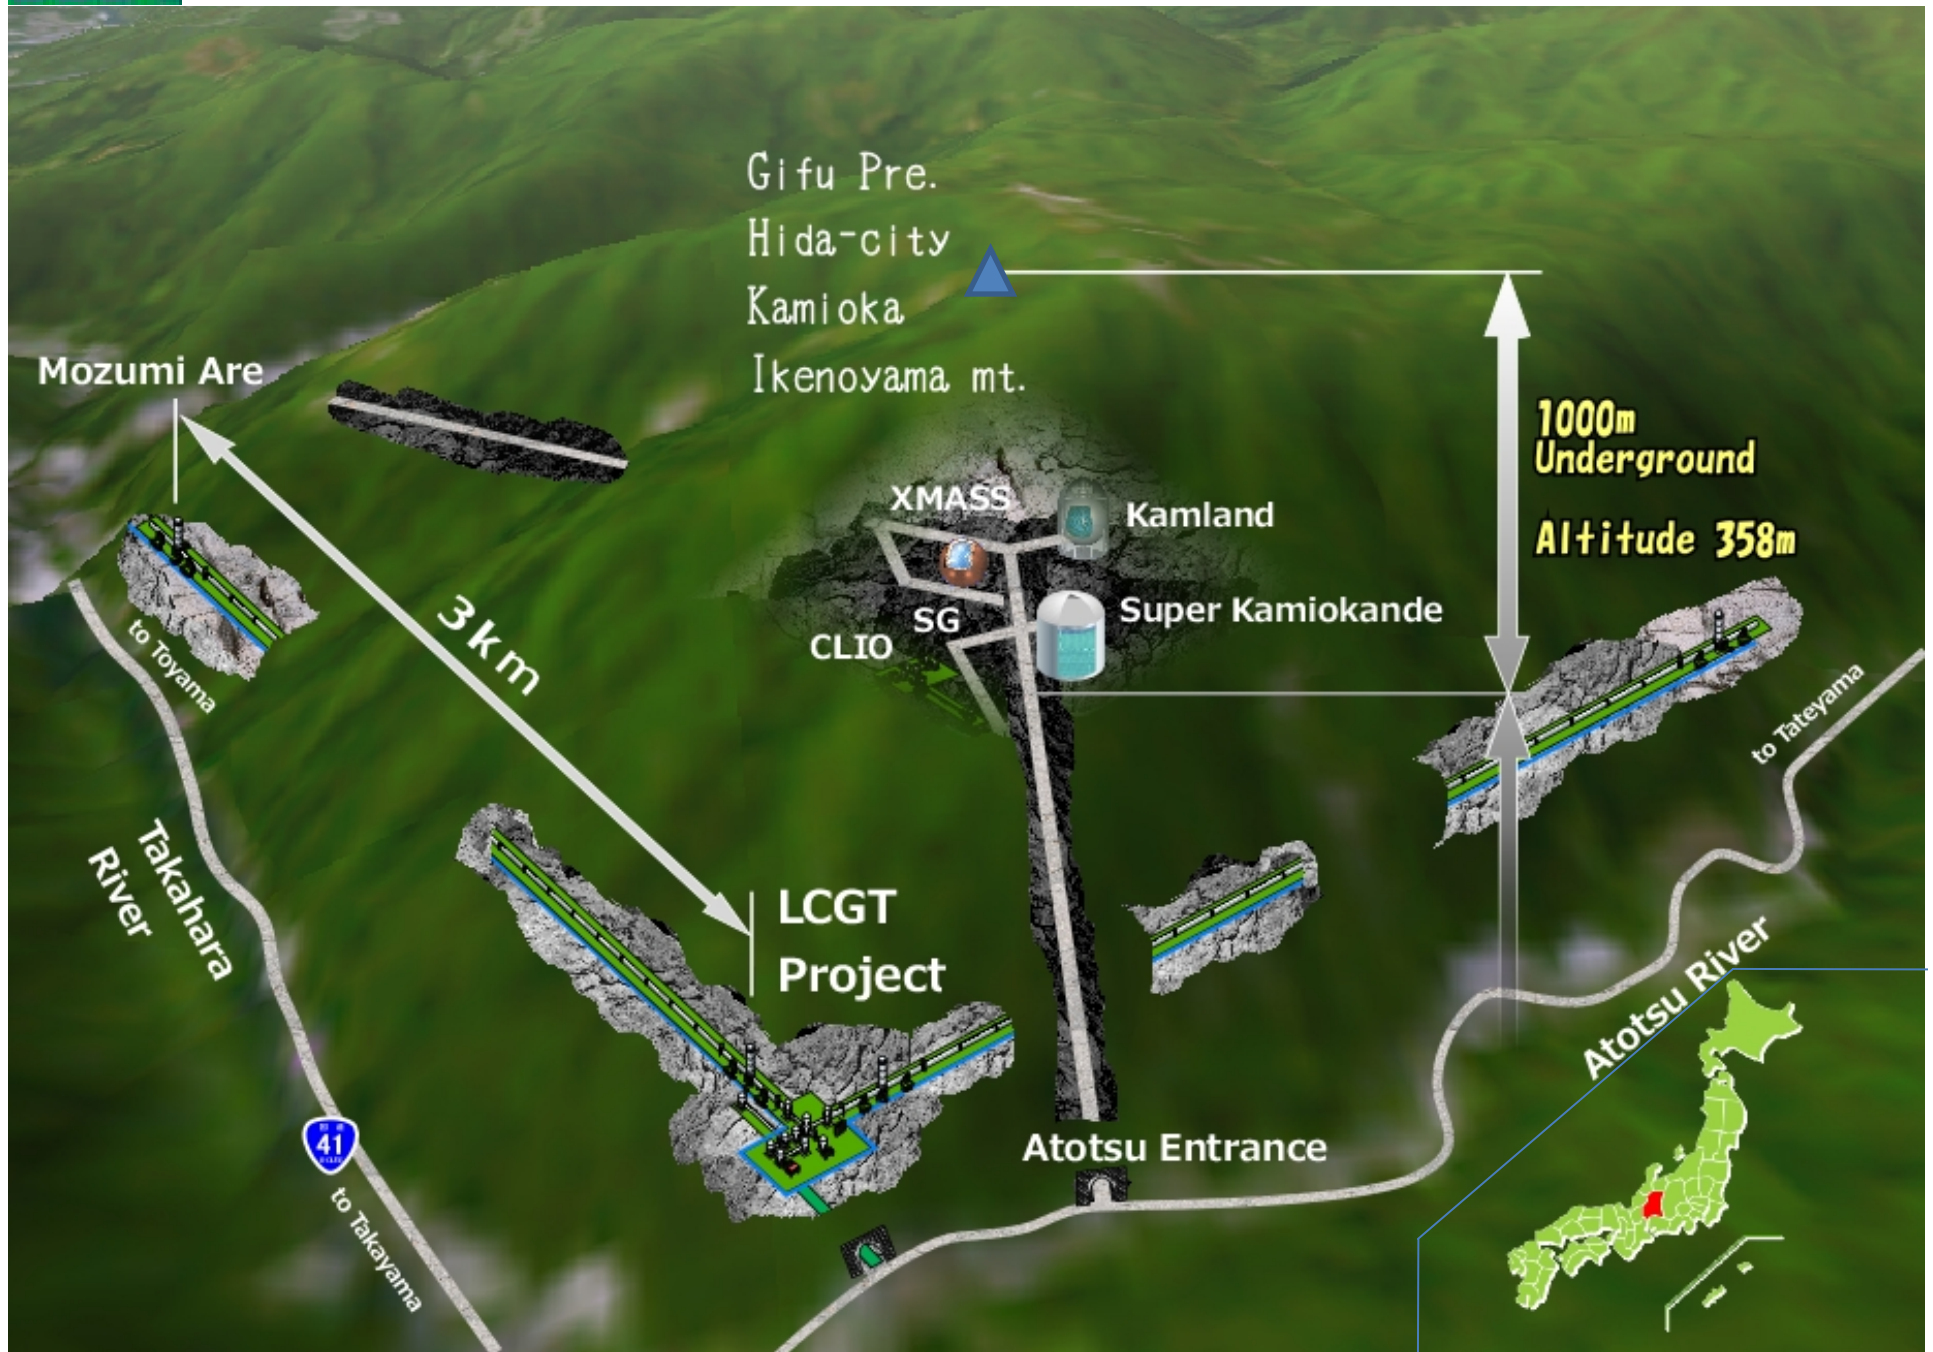 Gifu Pre.
Hida-city
Kamioka
Ikenoyama mt.
Mozumi Are
1000m
Underground
Altitude 358m
XMASS
Kamland
SG
Super Kamiokande
CLIO
3km
to Toyama
to Tateyama
Takahara
River
LCGT
Project
Atotsu River
Atotsu Entrance
41
to Takayama